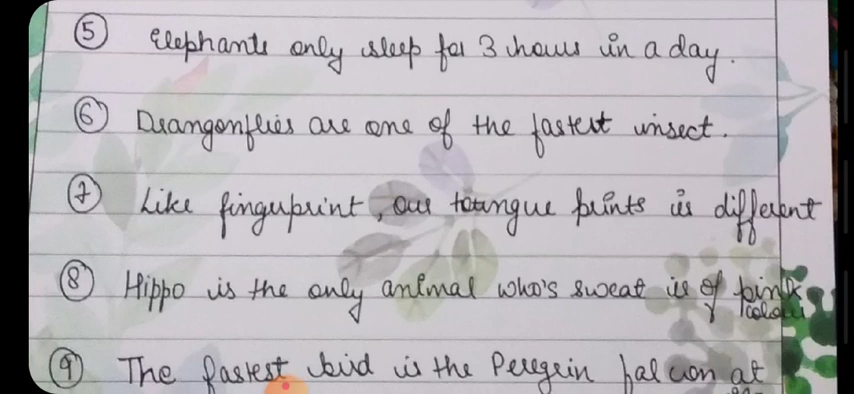 ⑤ Elephants only sleep for 3 hours in a day.
⑥ Drangonflies are one of the fastest insect.
⑦ Like fingerprint, our toungue prints is different
⑧ Hippo is the only animal who's sweat is of pink
colour
⑨ The fastest bird is the Peregrin falcon at